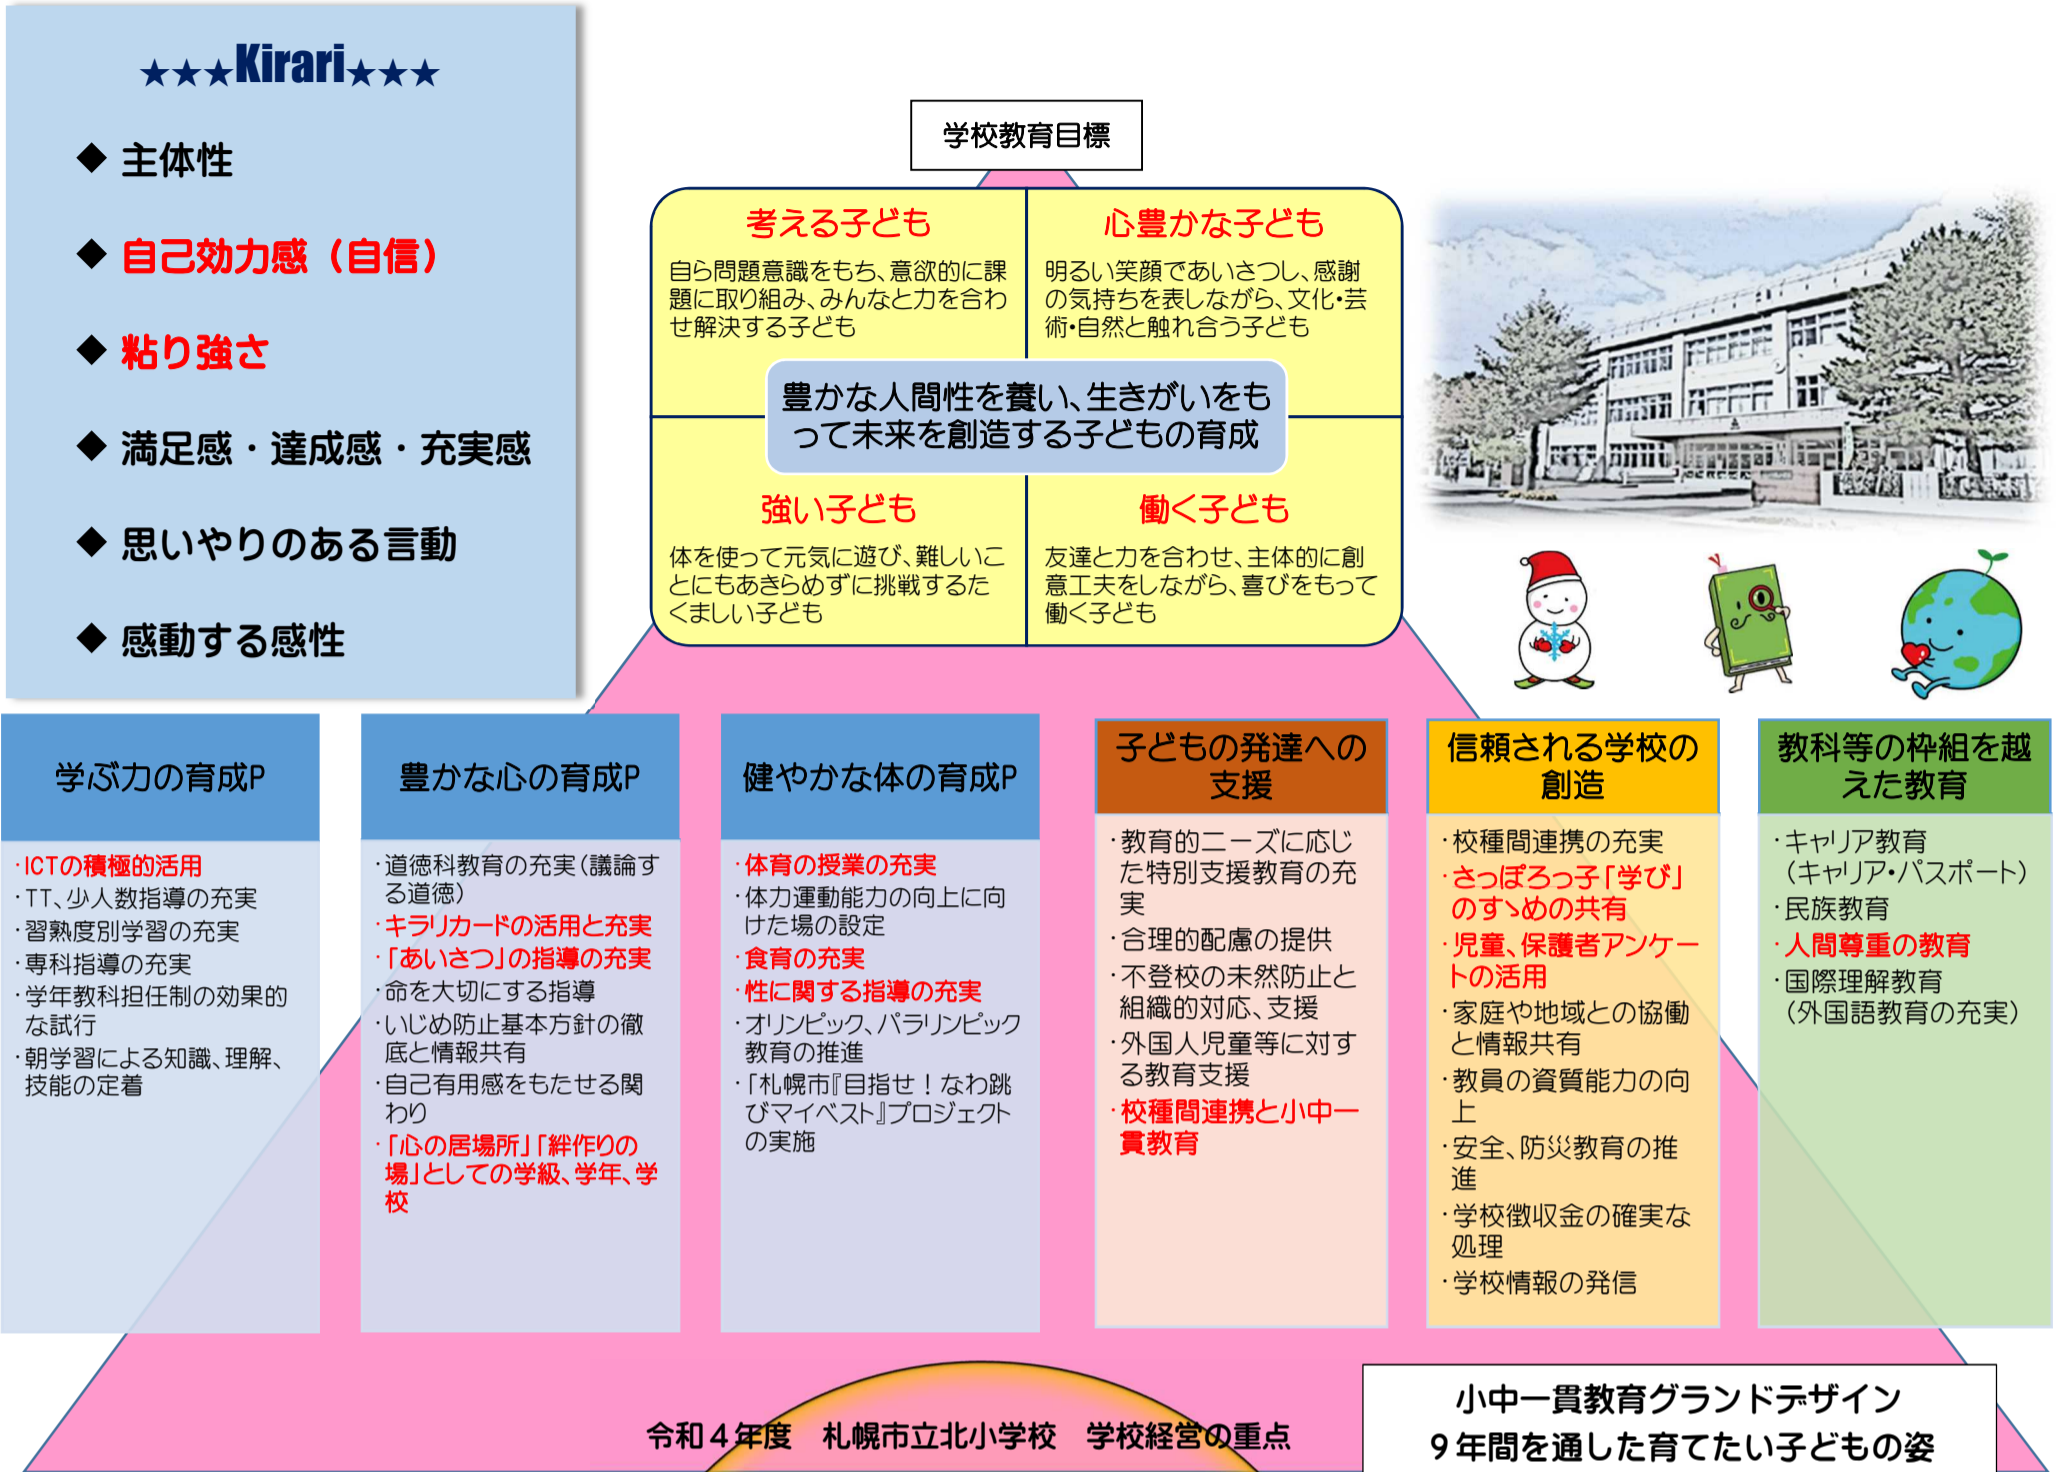 ★★★Kirari★★★
◆ 主体性
◆ 自己効力感（自信）
◆ 粘り強さ
◆ 満足感・達成感・充実感
◆ 思いやりのある言動
◆ 感動する感性
学校教育目標
考える子ども
自ら問題意識をもち、意欲的に課
題に取り組み、みんなと力を合わ
せ解決する子ども
心豊かな子ども
明るい笑顔であいさつし、感謝
の気持ちを表しながら、文化・芸
術・自然と触れ合う子ども
豊かな人間性を養い、生きがいをも
って未来を創造する子どもの育成
強い子ども
体を使って元気に遊び、難しいこ
とにもあきらめずに挑戦するた
くましい子ども
働く子ども
友達と力を合わせ、主体的に創
意工夫をしながら、喜びをもって
働く子ども
学ぶ力の育成P
・ICTの積極的活用
・TT、少人数指導の充実
・習熟度別学習の充実
・専科指導の充実
・学年教科担任制の効果的
な試行
・朝学習による知識、理解、
技能の定着
豊かな心の育成P
・道徳科教育の充実（議論す
る道徳）
・キラリカードの活用と充実
・「あいさつ」の指導の充実
・命を大切にする指導
・いじめ防止基本方針の徹
底と情報共有
・自己有用感をもたせる関
わり
・「心の居場所」「絆作りの
場」としての学級、学年、学
校
健やかな体の育成P
・体育の授業の充実
・体力運動能力の向上に向
けた場の設定
・食育の充実
・性に関する指導の充実
・オリンピック、パラリンピック
教育の推進
・「札幌市『目指せ！なわ跳
びマイベスト』プロジェクト
の実施
子どもの発達への
支援
・教育的ニーズに応じ
た特別支援教育の充
実
・合理的配慮の提供
・不登校の未然防止と
組織的対応、支援
・外国人児童等に対す
る教育支援
・校種間連携と小中一
貫教育
信頼される学校の
創造
・校種間連携の充実
・さっぽろっ子「学び」
のすゝめの共有
・児童、保護者アンケー
トの活用
・家庭や地域との協働
と情報共有
・教員の資質能力の向
上
・安全、防災教育の推
進
・学校徴収金の確実な
処理
・学校情報の発信
教科等の枠組を越
えた教育
・キャリア教育
（キャリア・パスポート）
・民族教育
・人間尊重の教育
・国際理解教育
（外国語教育の充実）
令和４年度　札幌市立北小学校　学校経営の重点
小中一貫教育グランドデザイン
９年間を通した育てたい子どもの姿